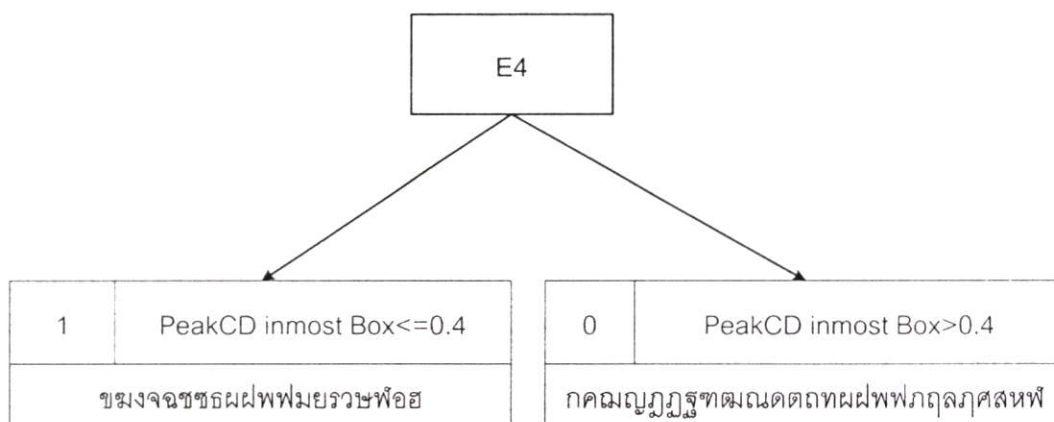 E4
1 PeakCD inmost Box<=0.4
0 PeakCD inmost Box>0.4
ขฆงจฉชซธผฝพฟมยรวษฬอฮ
กคฌญฎฏฐฑฒณดตถทผฝพฟภฤลฦศสหฬ